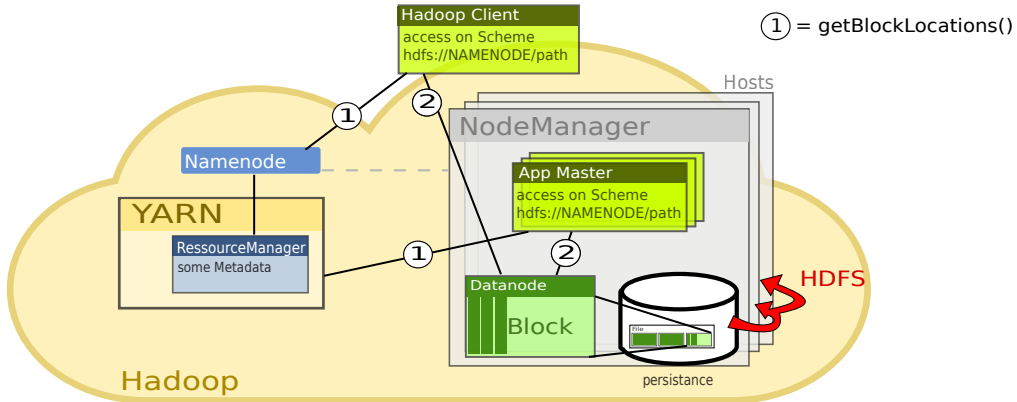 Hadoop Client
access on Scheme
hdfs://NAMENODE/path
1 = getBlockLocations()
Hosts
1
2
NodeManager
Namenode
App Master
access on Scheme
hdfs://NAMENODE/path
YARN
RessourceManager
some Metadata
1
2
Datanode
Block
File
HDFS
persistance
Hadoop